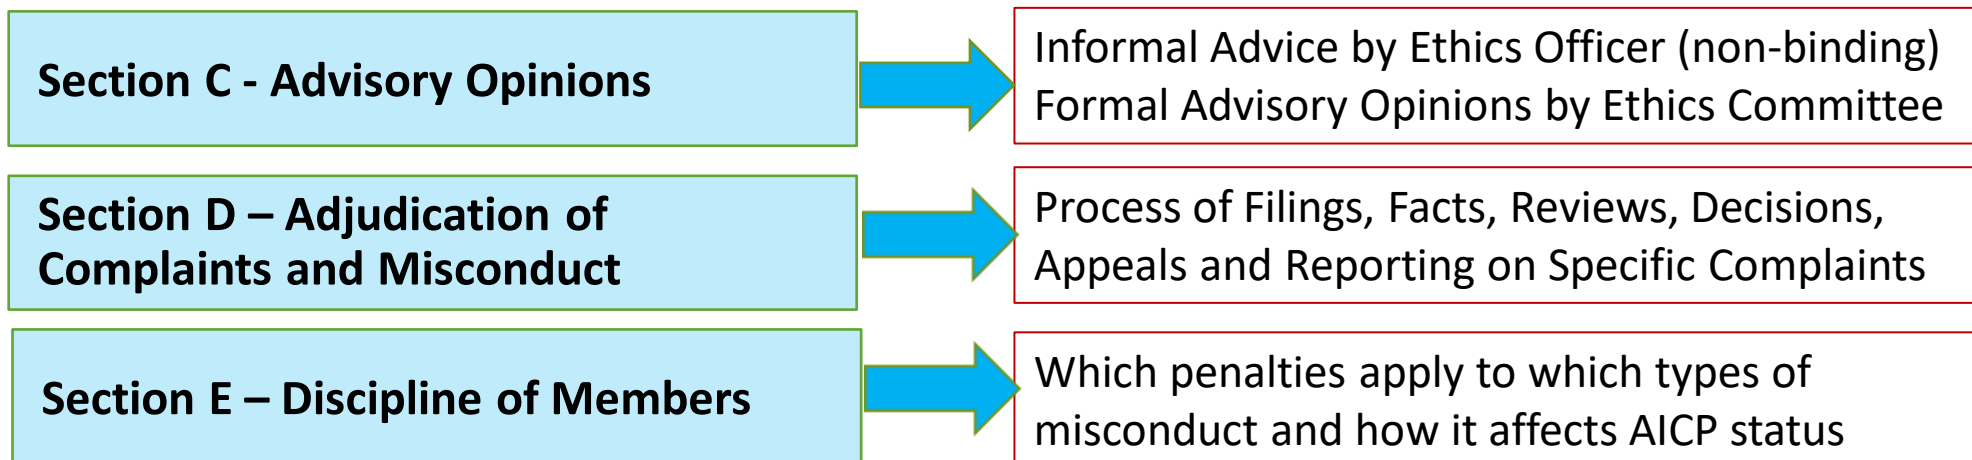 Section C - Advisory Opinions
Informal Advice by Ethics Officer (non-binding)
Formal Advisory Opinions by Ethics Committee
Section D – Adjudication of
Complaints and Misconduct
Process of Filings, Facts, Reviews, Decisions,
Appeals and Reporting on Specific Complaints
Section E – Discipline of Members
Which penalties apply to which types of
misconduct and how it affects AICP status